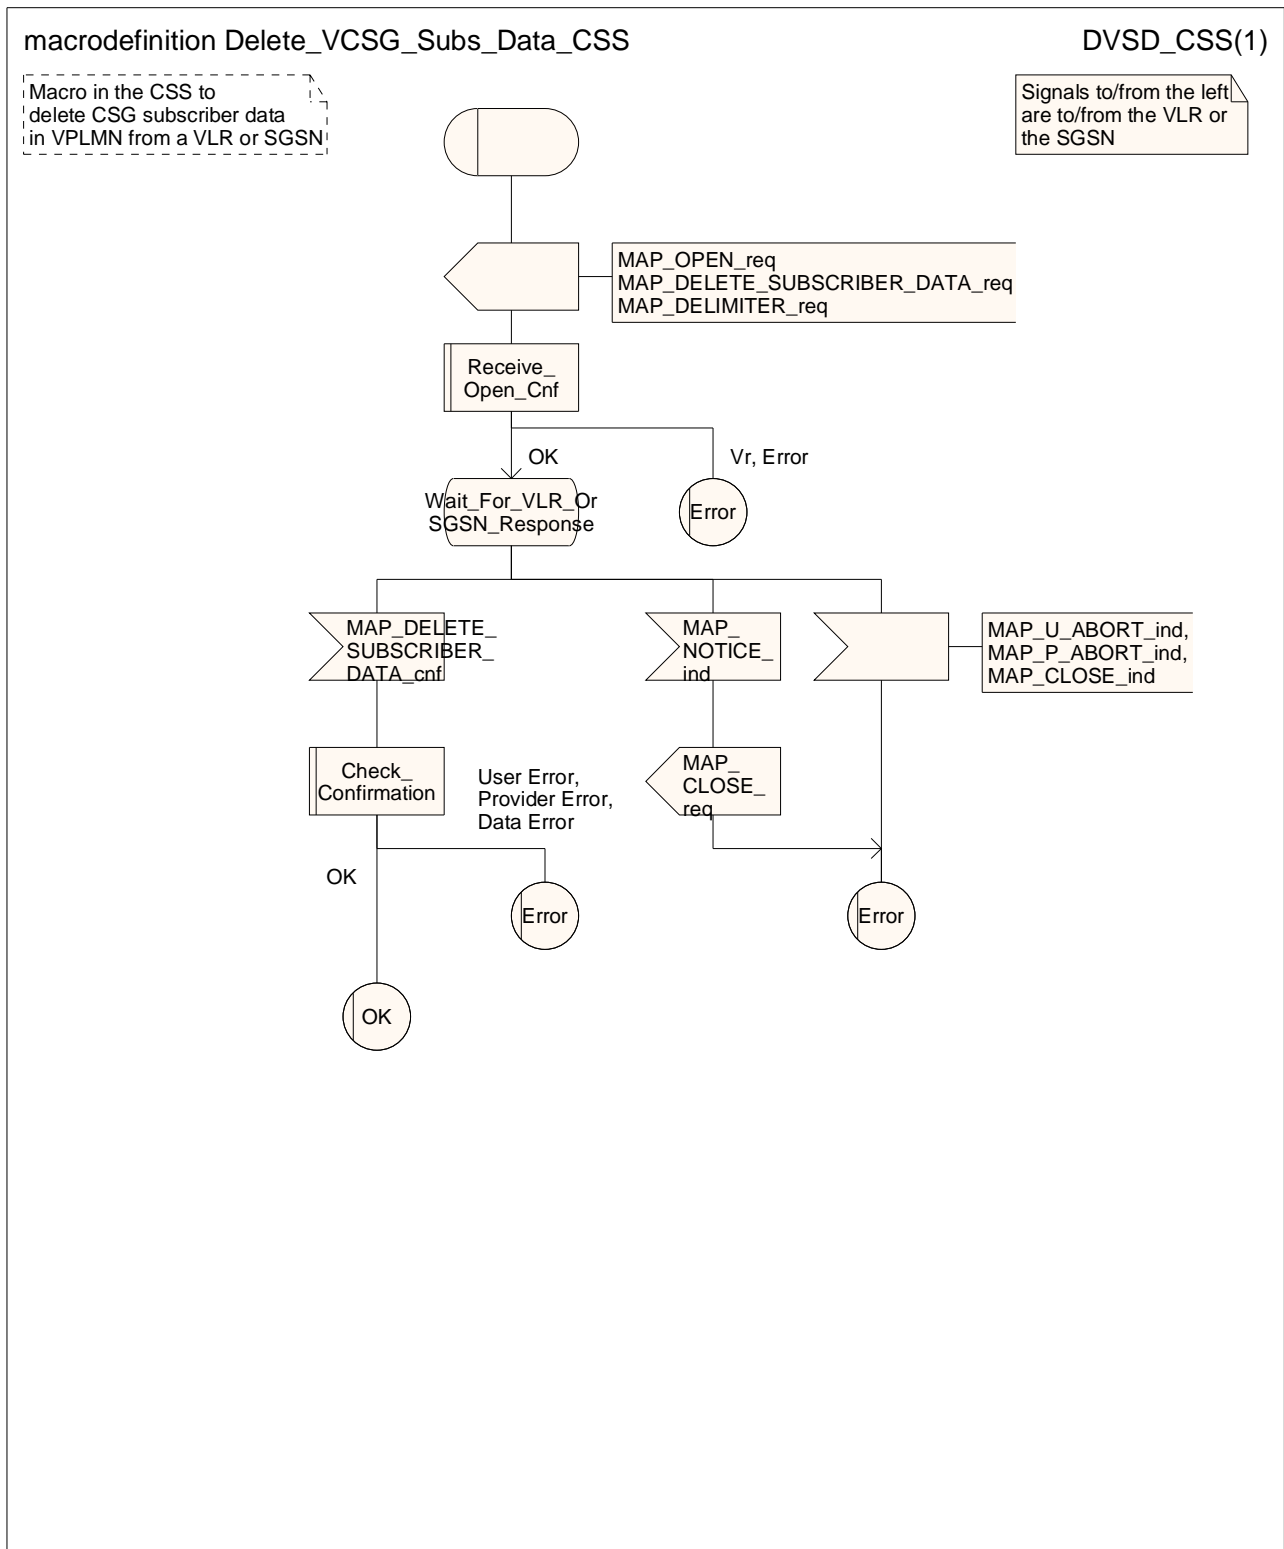 macrodefinition Delete_VCSG_Subs_Data_CSS
DVSD_CSS(1)
Macro in the CSS to
delete CSG subscriber data
in VPLMN from a VLR or SGSN
Signals to/from the left
are to/from the VLR or
the SGSN
MAP_OPEN_req
MAP_DELETE_SUBSCRIBER_DATA_req
MAP_DELIMITER_req
Receive_
Open_Cnf
OK
Vr, Error
Wait_For_VLR_Or
SGSN_Response
Error
MAP_DELETE_
SUBSCRIBER_
DATA_cnf
MAP_
NOTICE_
ind
MAP_U_ABORT_ind,
MAP_P_ABORT_ind,
MAP_CLOSE_ind
Check_
Confirmation
User Error,
Provider Error,
Data Error
MAP_
CLOSE_
req
OK
Error
Error
OK